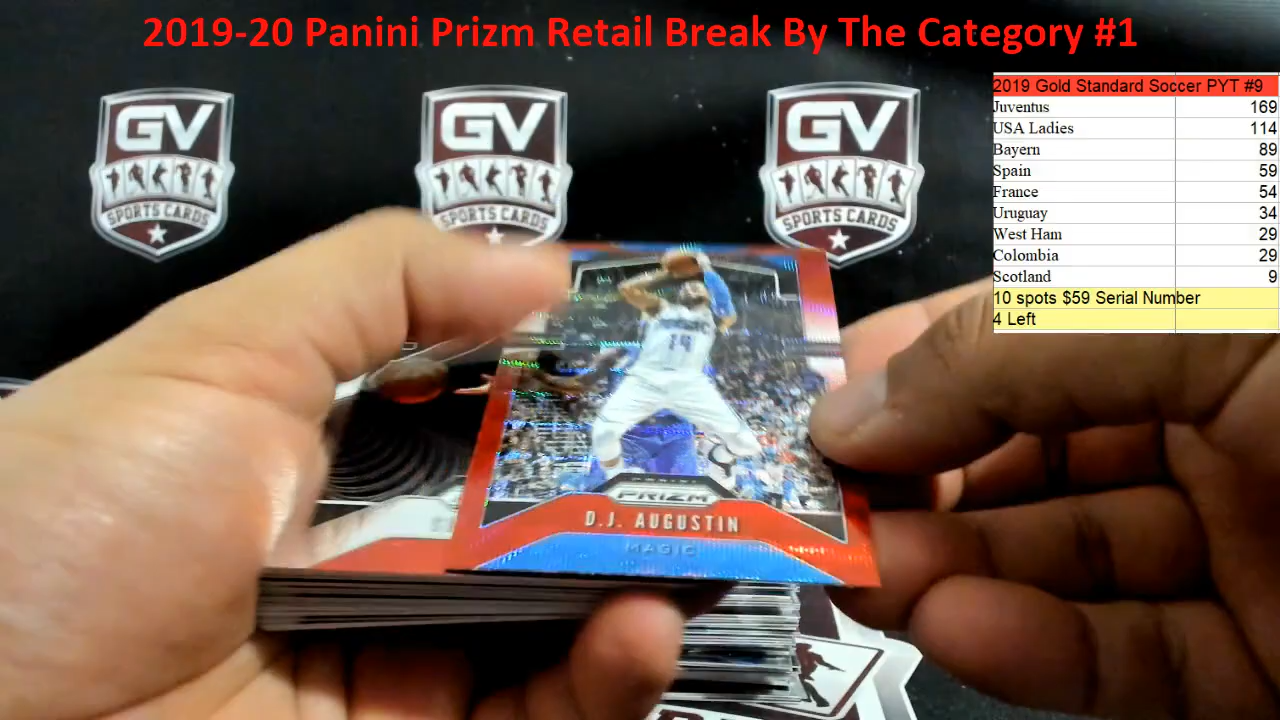 2019-20 Panini Prizm Retail Break By The Category #1
2019 Gold Standard Soccer PYT #9
Juventus 169
USA Ladies 114
Bayern 89
Spain 59
France 54
Uruguay 34
West Ham 29
Colombia 29
Scotland 9
10 spots $59 Serial Number
4 Left
GV
SPORTS CARDS
GV
SPORTS CARDS
GV
SPORTS CARDS
14
PANINI
PRIZM
D.J. AUGUSTIN
MAGIC